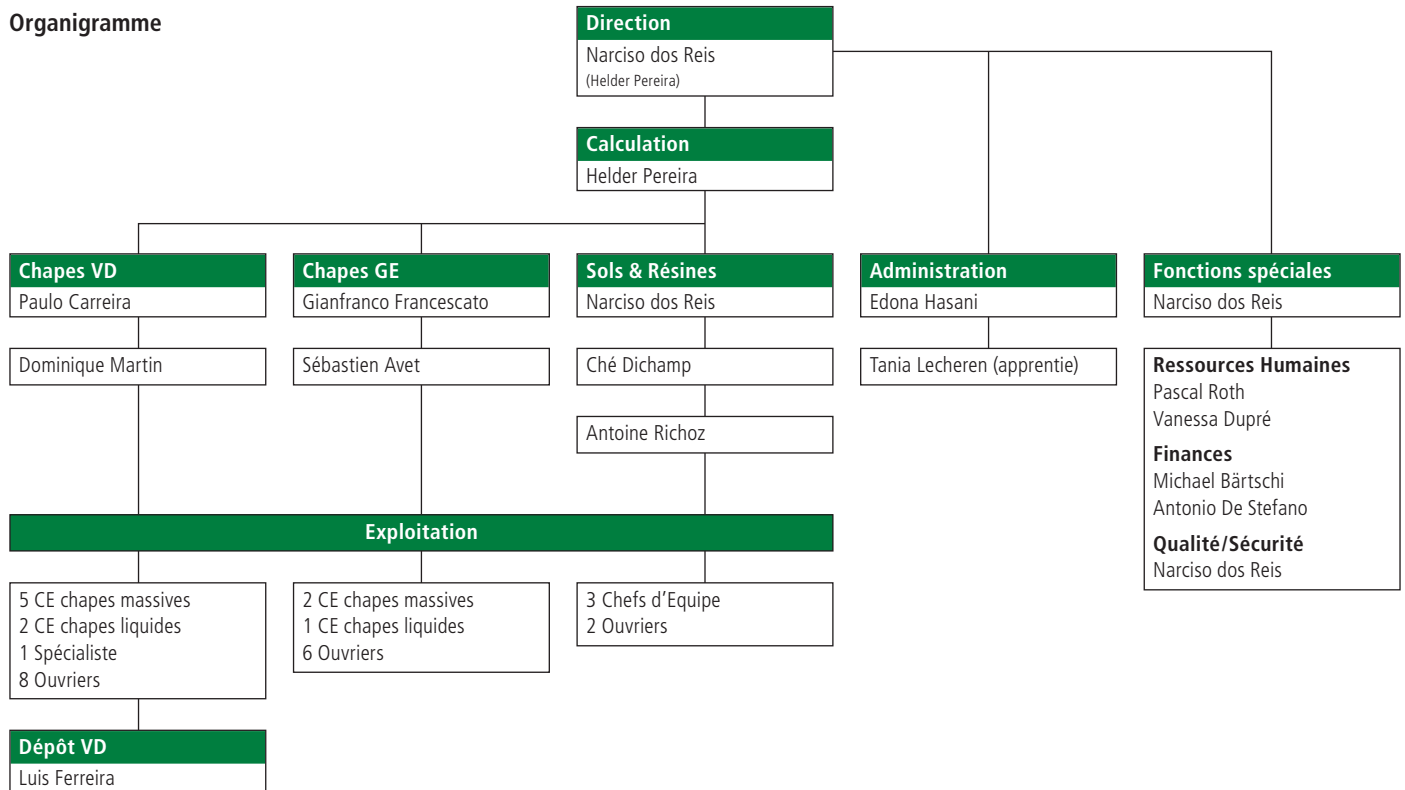 Organigramme
Direction
Narciso dos Reis
(Helder Pereira)
Calculation
Helder Pereira
Chapes VD
Paulo Carreira
Dominique Martin
Chapes GE
Gianfranco Francescato
Sébastien Avet
Sols & Résines
Narciso dos Reis
Ché Dichamp
Antoine Richoz
Administration
Edona Hasani
Tania Lecheren (apprentie)
Fonctions spéciales
Narciso dos Reis
Ressources Humaines
Pascal Roth
Vanessa Dupré
Finances
Michael Bärtschi
Antonio De Stefano
Qualité/Sécurité
Narciso dos Reis
Exploitation
5 CE chapes massives
2 CE chapes liquides
1 Spécialiste
8 Ouvriers
2 CE chapes massives
1 CE chapes liquides
6 Ouvriers
3 Chefs d’Equipe
2 Ouvriers
Dépôt VD
Luis Ferreira